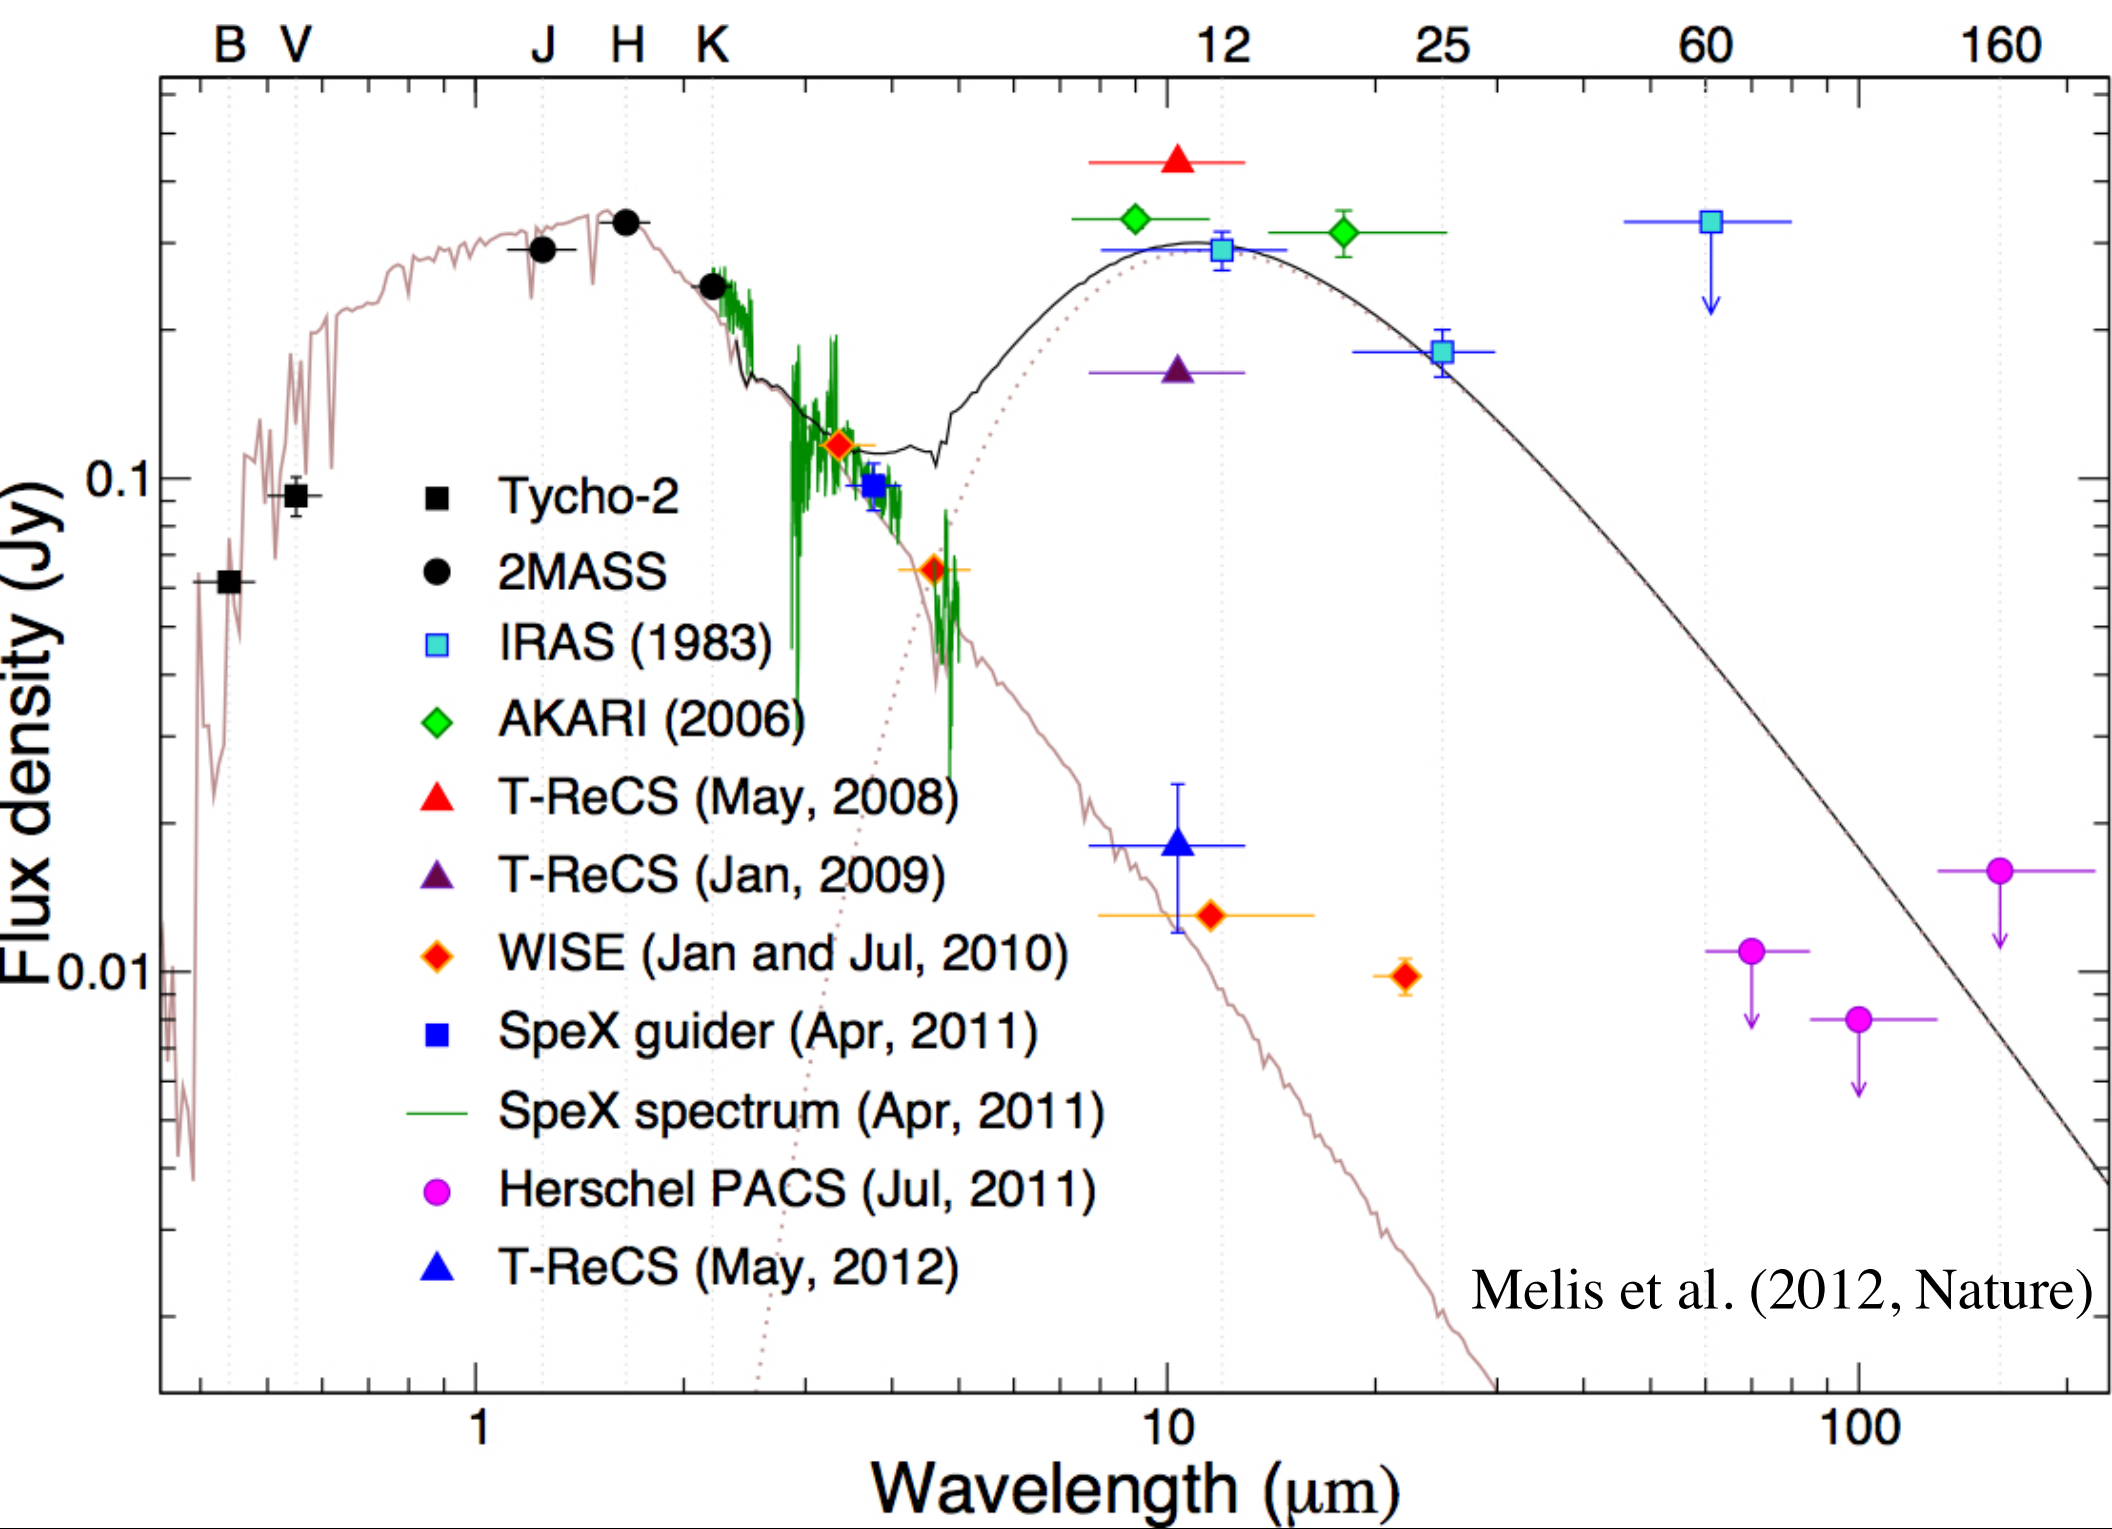 B V J H K 12 25 60 160
Flux density (Jy)
0.1
0.01
Tycho-2
2MASS
IRAS (1983)
AKARI (2006)
T-ReCS (May, 2008)
T-ReCS (Jan, 2009)
WISE (Jan and Jul, 2010)
SpeX guider (Apr, 2011)
SpeX spectrum (Apr, 2011)
Herschel PACS (Jul, 2011)
T-ReCS (May, 2012)
Melis et al. (2012, Nature)
1 10 100
Wavelength (μm)